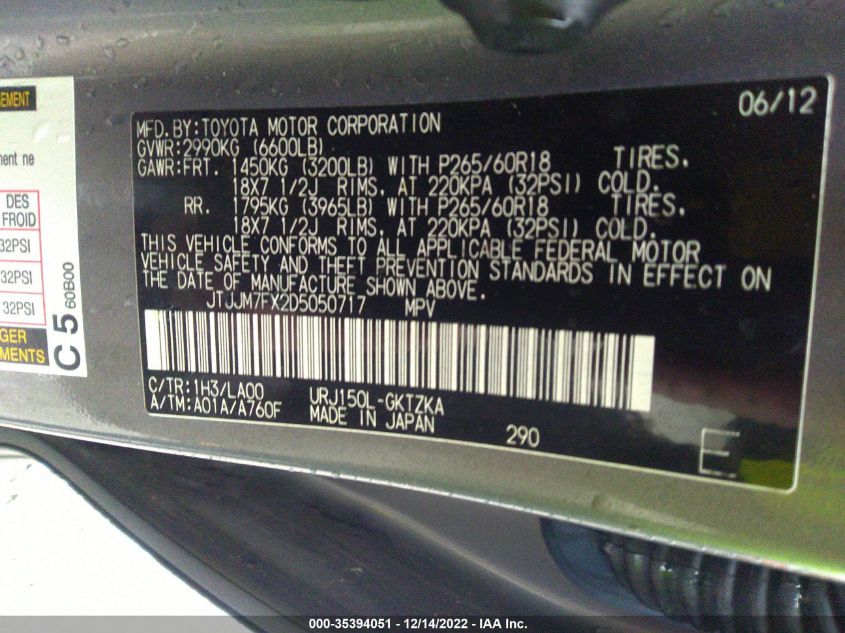 06/12
MFD.BY:TOYOTA MOTOR CORPORATION
GVWR:2990KG (6600LB)
GAWR:FRT. 1450KG (3200LB) WITH P265/60R18 TIRES.
18X7 1/2J RIMS. AT 220KPA (32PSI) COLD.
RR. 1795KG (3965LB) WITH P265/60R18 TIRES.
18X7 1/2J RIMS. AT 220KPA (32PSI) COLD.
THIS VEHICLE CONFORMS TO ALL APPLICABLE FEDERAL MOTOR
VEHICLE SAFETY AND THEFT PREVENTION STANDARDS IN EFFECT ON
THE DATE OF MANUFACTURE SHOWN ABOVE.
JTJJM7FX2D5050717 MPV
C/TR:1H3/LA00 URJ150L-GKTZKA
A/TM:A01A/A760F MADE IN JAPAN
290 E
ment ne
DES
FROID
32PSI
32PSI
32PSI
C5 60B00
000-35394051 - 12/14/2022 - IAA Inc.